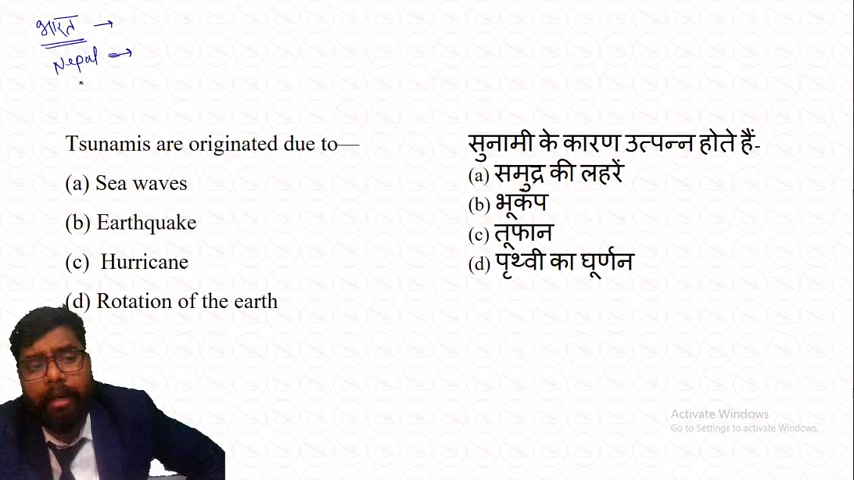 भारत →
Nepal →
Tsunamis are originated due to—
(a) Sea waves
(b) Earthquake
(c) Hurricane
(d) Rotation of the earth
सुनामी के कारण उत्पन्न होते हैं-
(a) समुद्र की लहरें
(b) भूकंप
(c) तूफान
(d) पृथ्वी का घूर्णन
Activate Windows
Go to Settings to activate Windows.